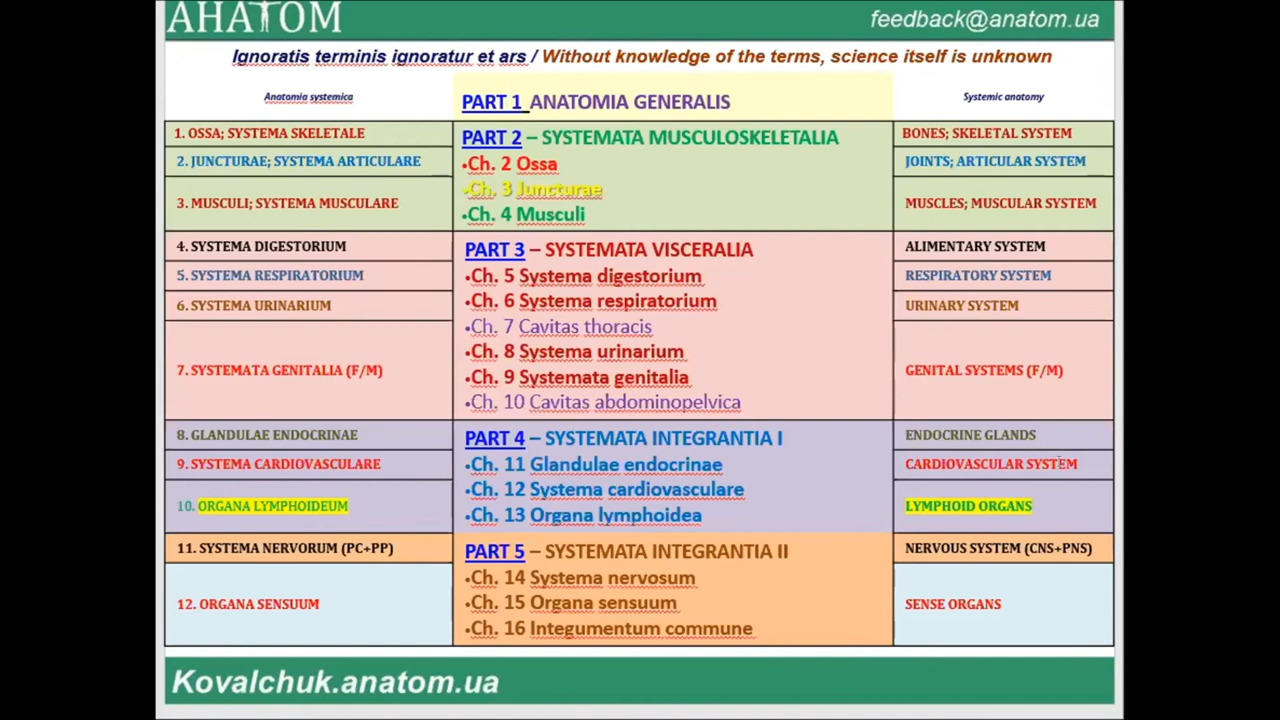 АНАТОМ
feedback@anatom.ua
Ignoratis terminis ignoratur et ars / Without knowledge of the terms, science itself is unknown
Anatomia systemica
PART 1 ANATOMIA GENERALIS
Systemic anatomy
1. OSSA; SYSTEMA SKELETALE
2. JUNCTURAE; SYSTEMA ARTICULARE
3. MUSCULI; SYSTEMA MUSCULARE
PART 2 – SYSTEMATA MUSCULOSKELETALIA
•Ch. 2 Ossa
•Ch. 3 Juncturae
•Ch. 4 Musculi
BONES; SKELETAL SYSTEM
JOINTS; ARTICULAR SYSTEM
MUSCLES; MUSCULAR SYSTEM
4. SYSTEMA DIGESTORIUM
5. SYSTEMA RESPIRATORIUM
6. SYSTEMA URINARIUM
7. SYSTEMATA GENITALIA (F/M)
PART 3 – SYSTEMATA VISCERALIA
•Ch. 5 Systema digestorium
•Ch. 6 Systema respiratorium
•Ch. 7 Cavitas thoracis
•Ch. 8 Systema urinarium
•Ch. 9 Systemata genitalia
•Ch. 10 Cavitas abdominopelvica
ALIMENTARY SYSTEM
RESPIRATORY SYSTEM
URINARY SYSTEM
GENITAL SYSTEMS (F/M)
8. GLANDULAE ENDOCRINAE
9. SYSTEMA CARDIOVASCULARE
10. ORGANA LYMPHOIDEUM
PART 4 – SYSTEMATA INTEGRANTIA I
•Ch. 11 Glandulae endocrinae
•Ch. 12 Systema cardiovasculare
•Ch. 13 Organa lymphoidea
ENDOCRINE GLANDS
CARDIOVASCULAR SYSTEM
LYMPHOID ORGANS
11. SYSTEMA NERVORUM (PC+PP)
12. ORGANA SENSUUM
PART 5 – SYSTEMATA INTEGRANTIA II
•Ch. 14 Systema nervosum
•Ch. 15 Organa sensuum
•Ch. 16 Integumentum commune
NERVOUS SYSTEM (CNS+PNS)
SENSE ORGANS
Kovalchuk.anatom.ua